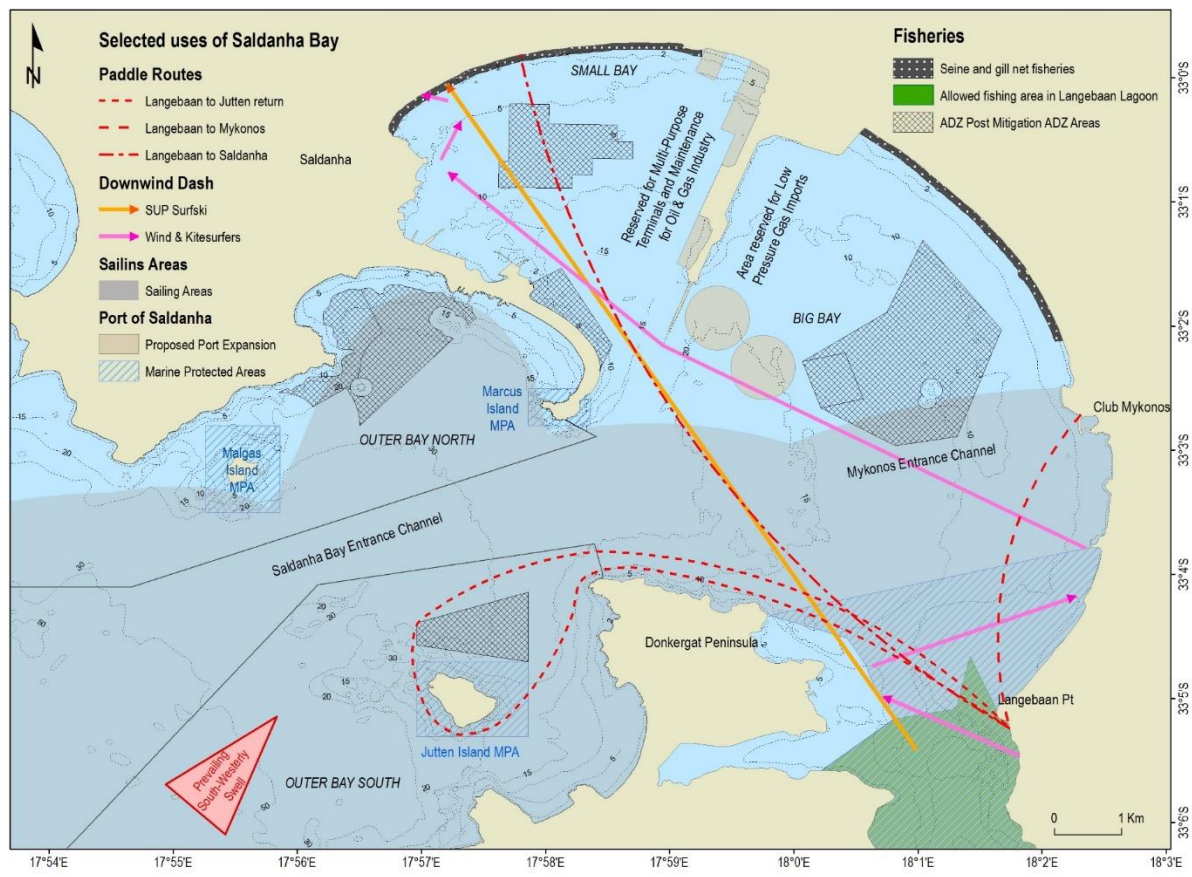 Selected uses of Saldanha Bay
Paddle Routes
Langebaan to Jutten return
Langebaan to Mykonos
Langebaan to Saldanha
Downwind Dash
SUP Surfski
Wind & Kitesurfers
Sailins Areas
Sailing Areas
Port of Saldanha
Proposed Port Expansion
Marine Protected Areas
N
Fisheries
Seine and gill net fisheries
Allowed fishing area in Langebaan Lagoon
ADZ Post Mitigation ADZ Areas
SMALL BAY
Saldanha
Reserved for Multi-Purpose
Terminals and Maintenance
for Oil & Gas Industry
Area reserved for Low
Pressure Gas Imports
BIG BAY
Marcus
Island
MPA
Club Mykonos
OUTER BAY NORTH
Malgas
Island
MPA
Mykonos Entrance Channel
Saldanha Bay Entrance Channel
Donkergat Peninsula
Langebaan Pt
Jutten Island MPA
Prevailing
South-Westerly
Swell
OUTER BAY SOUTH
0 1 Km
33°0'S
33°1'S
33°2'S
33°3'S
33°4'S
33°5'S
33°6'S
17°54'E 17°55'E 17°56'E 17°57'E 17°58'E 17°59'E 18°0'E 18°1'E 18°2'E 18°3'E